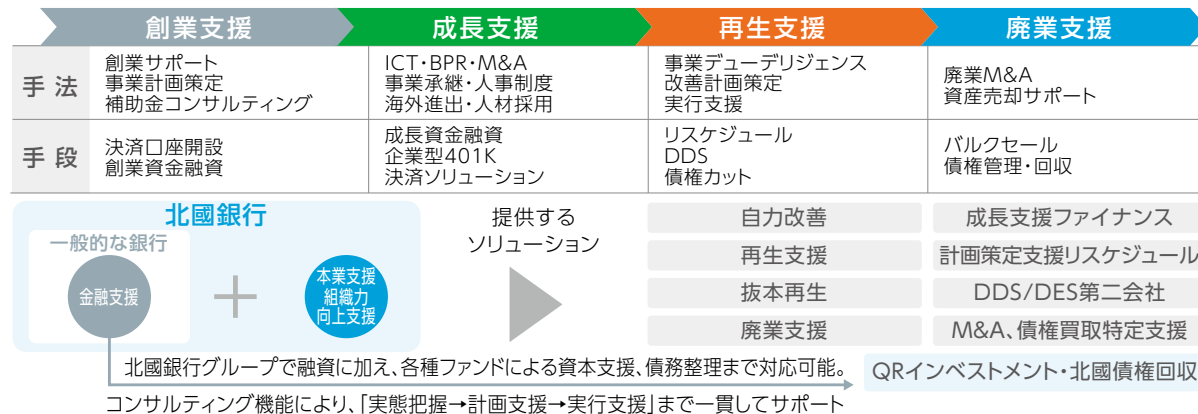 創業支援
成長支援
再生支援
廃業支援
手法
創業サポート
事業計画策定
補助金コンサルティング
ICT・BPR・M&A
事業承継・人事制度
海外進出・人材採用
事業デューデリジェンス
改善計画策定
実行支援
廃業M&A
資産売却サポート
手段
決済口座開設
創業資金融資
成長資金融資
企業型401K
決済ソリューション
リスケジュール
DDS
債権カット
バルクセール
債権管理・回収
北國銀行
一般的な銀行
金融支援
＋
本業支援
組織力
向上支援
提供する
ソリューション
自力改善
成長支援ファイナンス
再生支援
計画策定支援リスケジュール
抜本再生
DDS/DES第二会社
廃業支援
M&A、債権買取特定支援
北國銀行グループで融資に加え、各種ファンドによる資本支援、債務整理まで対応可能。
QRインベストメント・北國債権回収
コンサルティング機能により、「実態把握→計画支援→実行支援」まで一貫してサポート